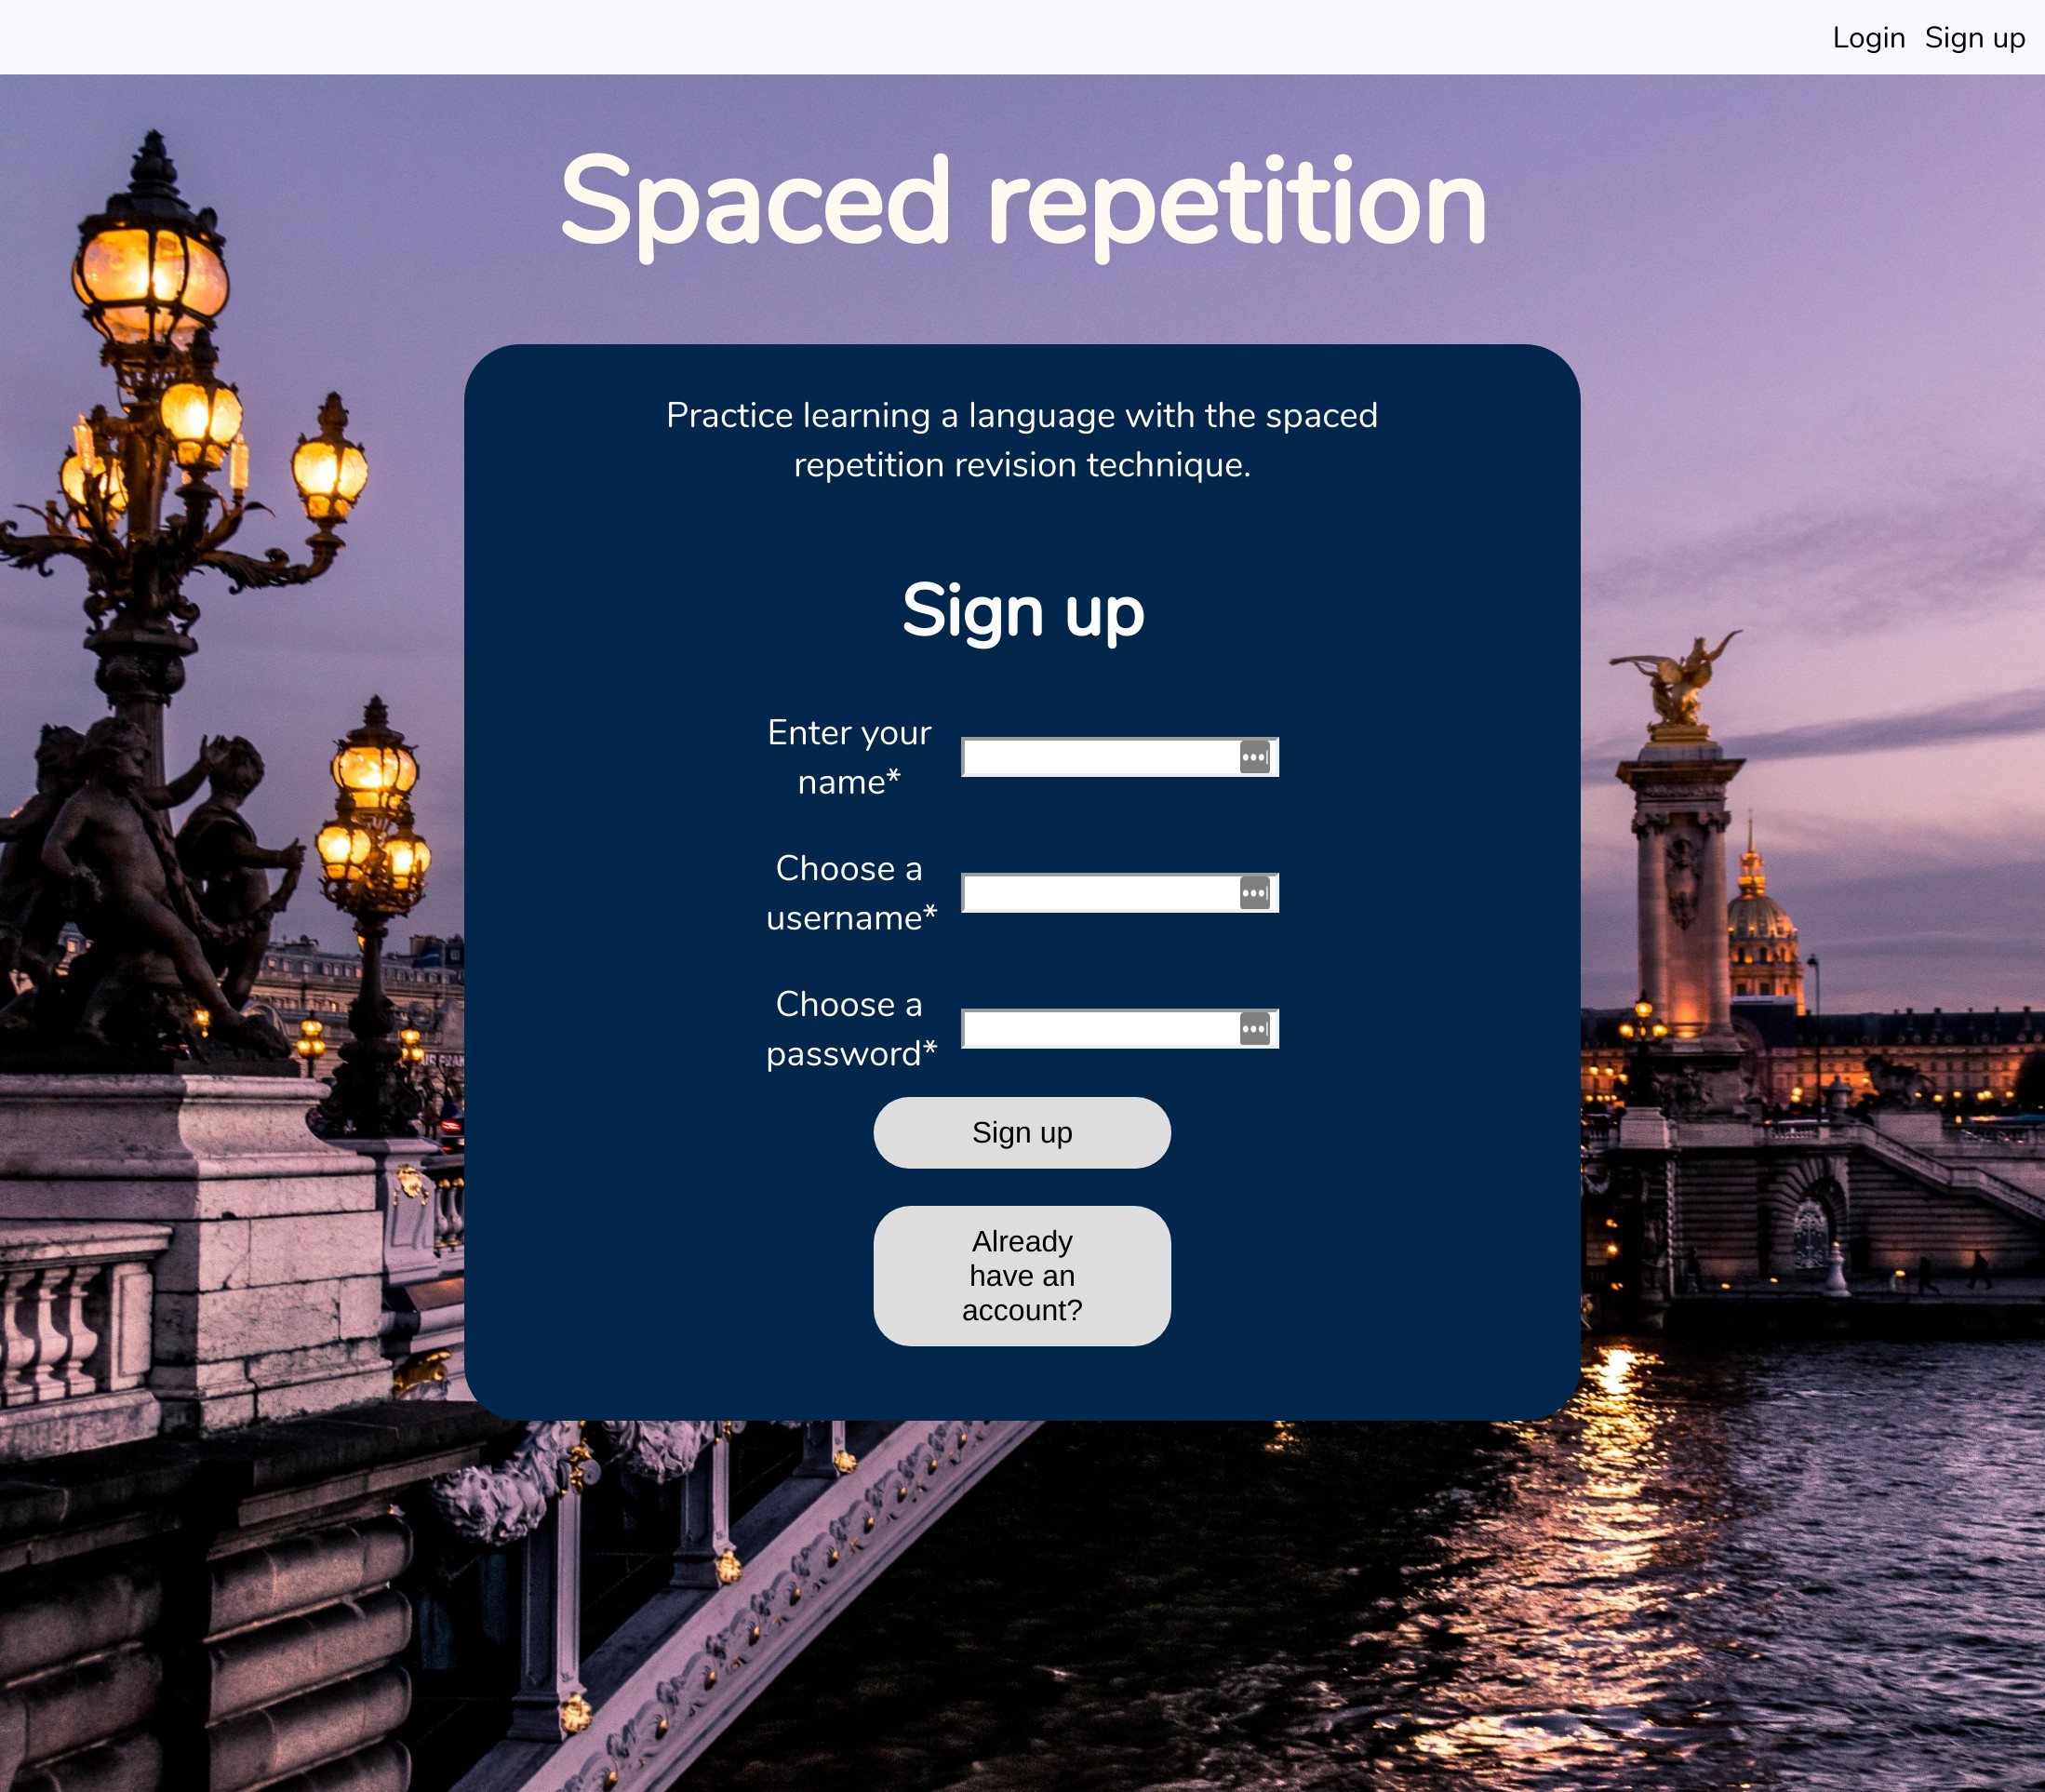 Login Sign up
Spaced repetition
Practice learning a language with the spaced
repetition revision technique.
Sign up
Enter your
name*
Choose a
username*
Choose a
password*
Sign up
Already
have an
account?